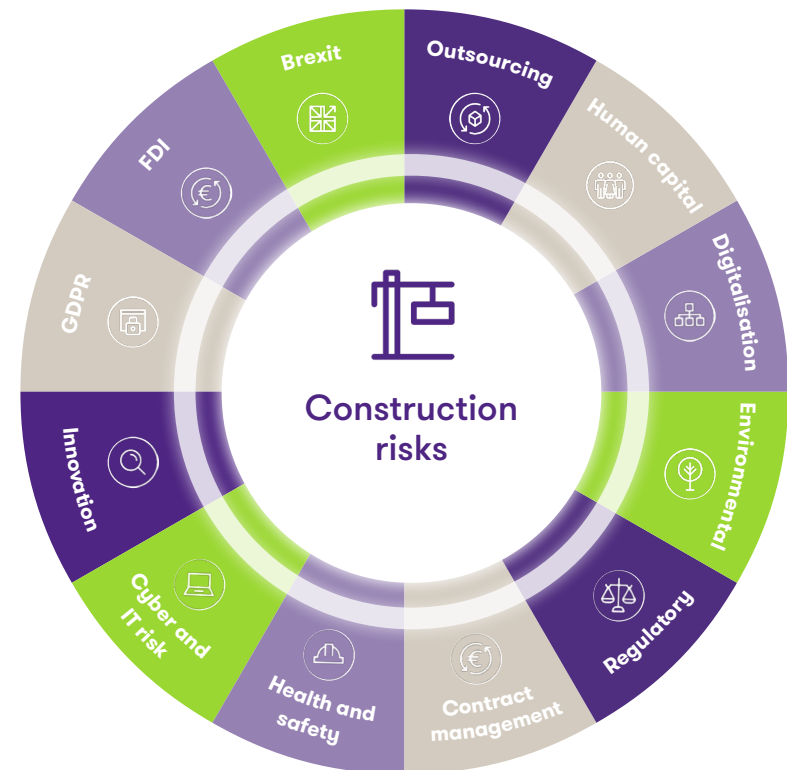 Construction
risks
Outsourcing
Human capital
Digitalisation
Environmental
Regulatory
Contract
management
Health and
safety
Cyber and
IT risk
Innovation
GDPR
FDI
Brexit